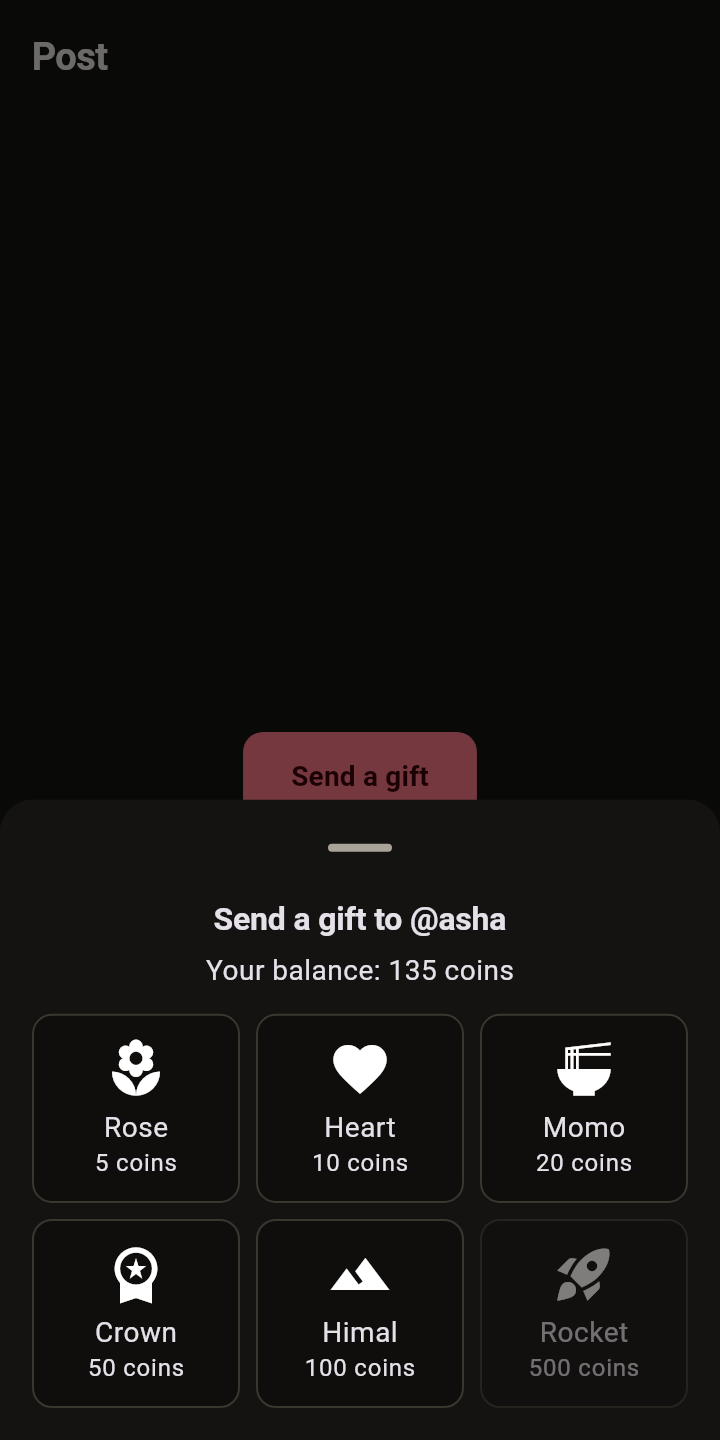 Post
Send a gift
Send a gift to @asha
Your balance: 135 coins
Rose
5 coins
Heart
10 coins
Momo
20 coins
Crown
50 coins
Himal
100 coins
Rocket
500 coins